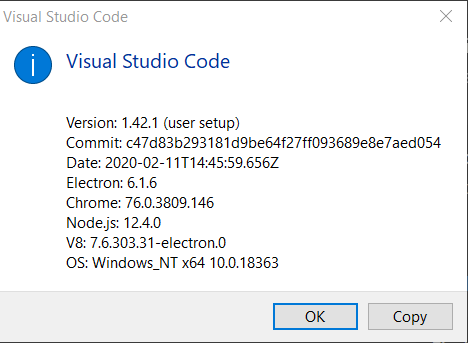 Visual Studio Code
Visual Studio Code
Version: 1.42.1 (user setup)
Commit: c47d83b293181d9be64f27ff093689e8e7aed054
Date: 2020-02-11T14:45:59.656Z
Electron: 6.1.6
Chrome: 76.0.3809.146
Node.js: 12.4.0
V8: 7.6.303.31-electron.0
OS: Windows_NT x64 10.0.18363
OK Copy